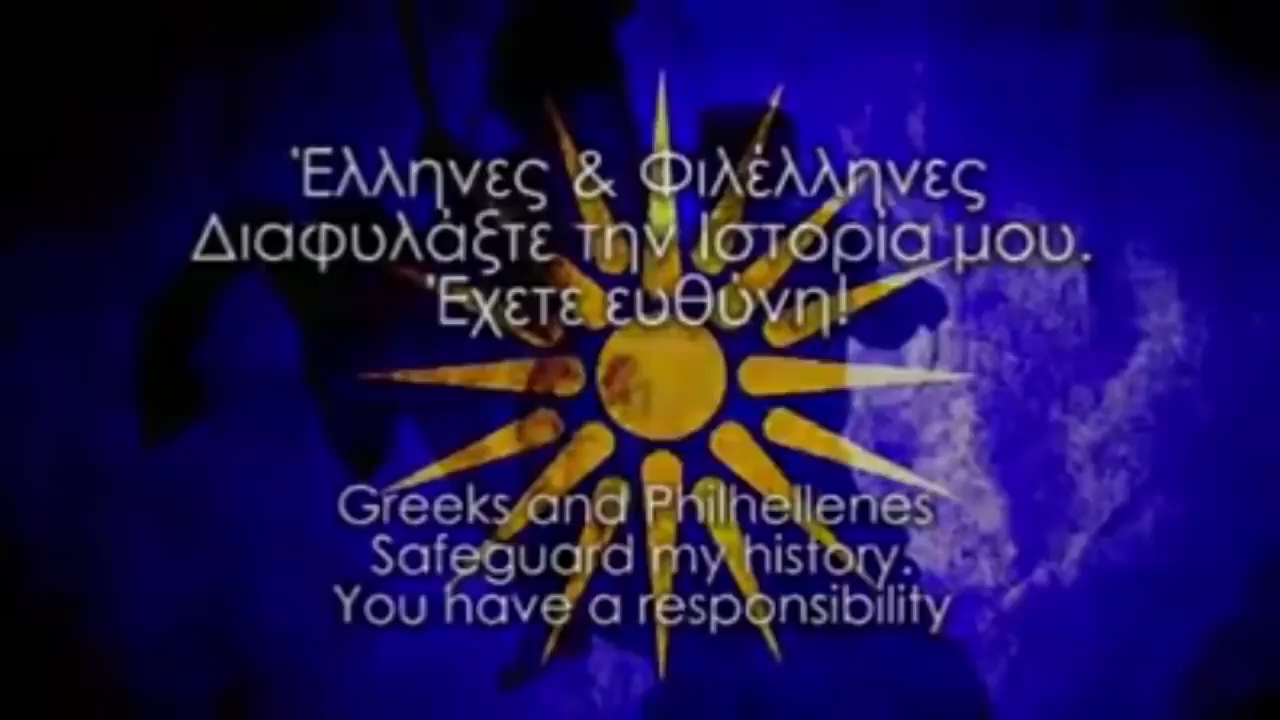 Έλληνες & Φιλέλληνες
Διαφυλάξτε την Ιστορία μου.
Έχετε ευθύνη!
Greeks and Philhellenes
Safeguard my history.
You have a responsibility